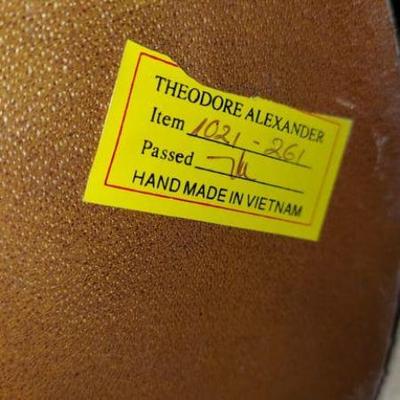 THEODORE ALEXANDER
Item 1021-261
Passed
HAND MADE IN VIETNAM